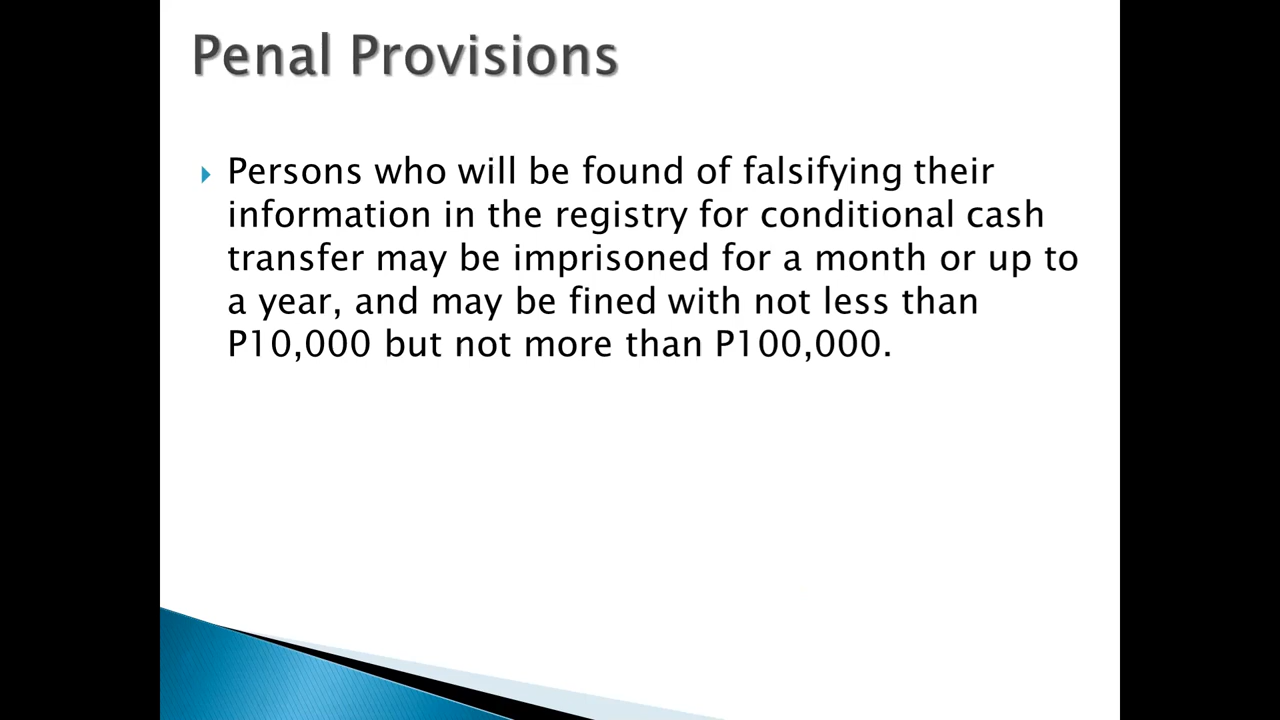 Penal Provisions
Persons who will be found of falsifying their
information in the registry for conditional cash
transfer may be imprisoned for a month or up to
a year, and may be fined with not less than
P10,000 but not more than P100,000.